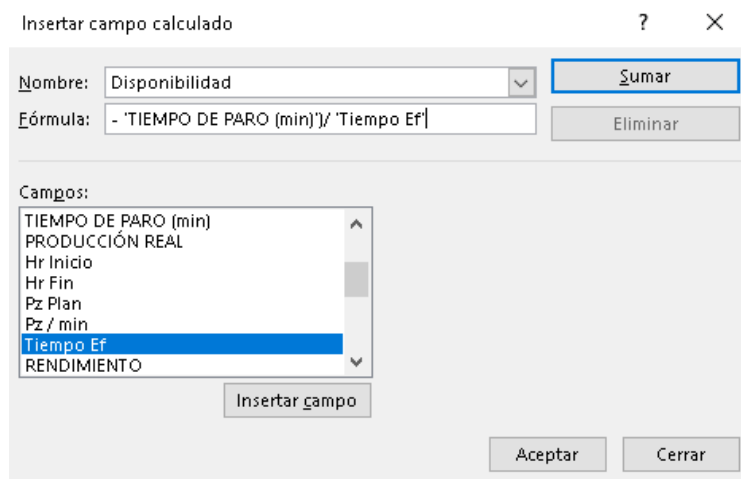 Insertar campo calculado ? ×
Nombre: Disponibilidad Sumar
Fórmula: - 'TIEMPO DE PARO (min)')/ 'Tiempo Ef' Eliminar
Campos:
TIEMPO DE PARO (min)
PRODUCCIÓN REAL
Hr Inicio
Hr Fin
Pz Plan
Pz / min
Tiempo Ef
RENDIMIENTO
Insertar campo
Aceptar Cerrar